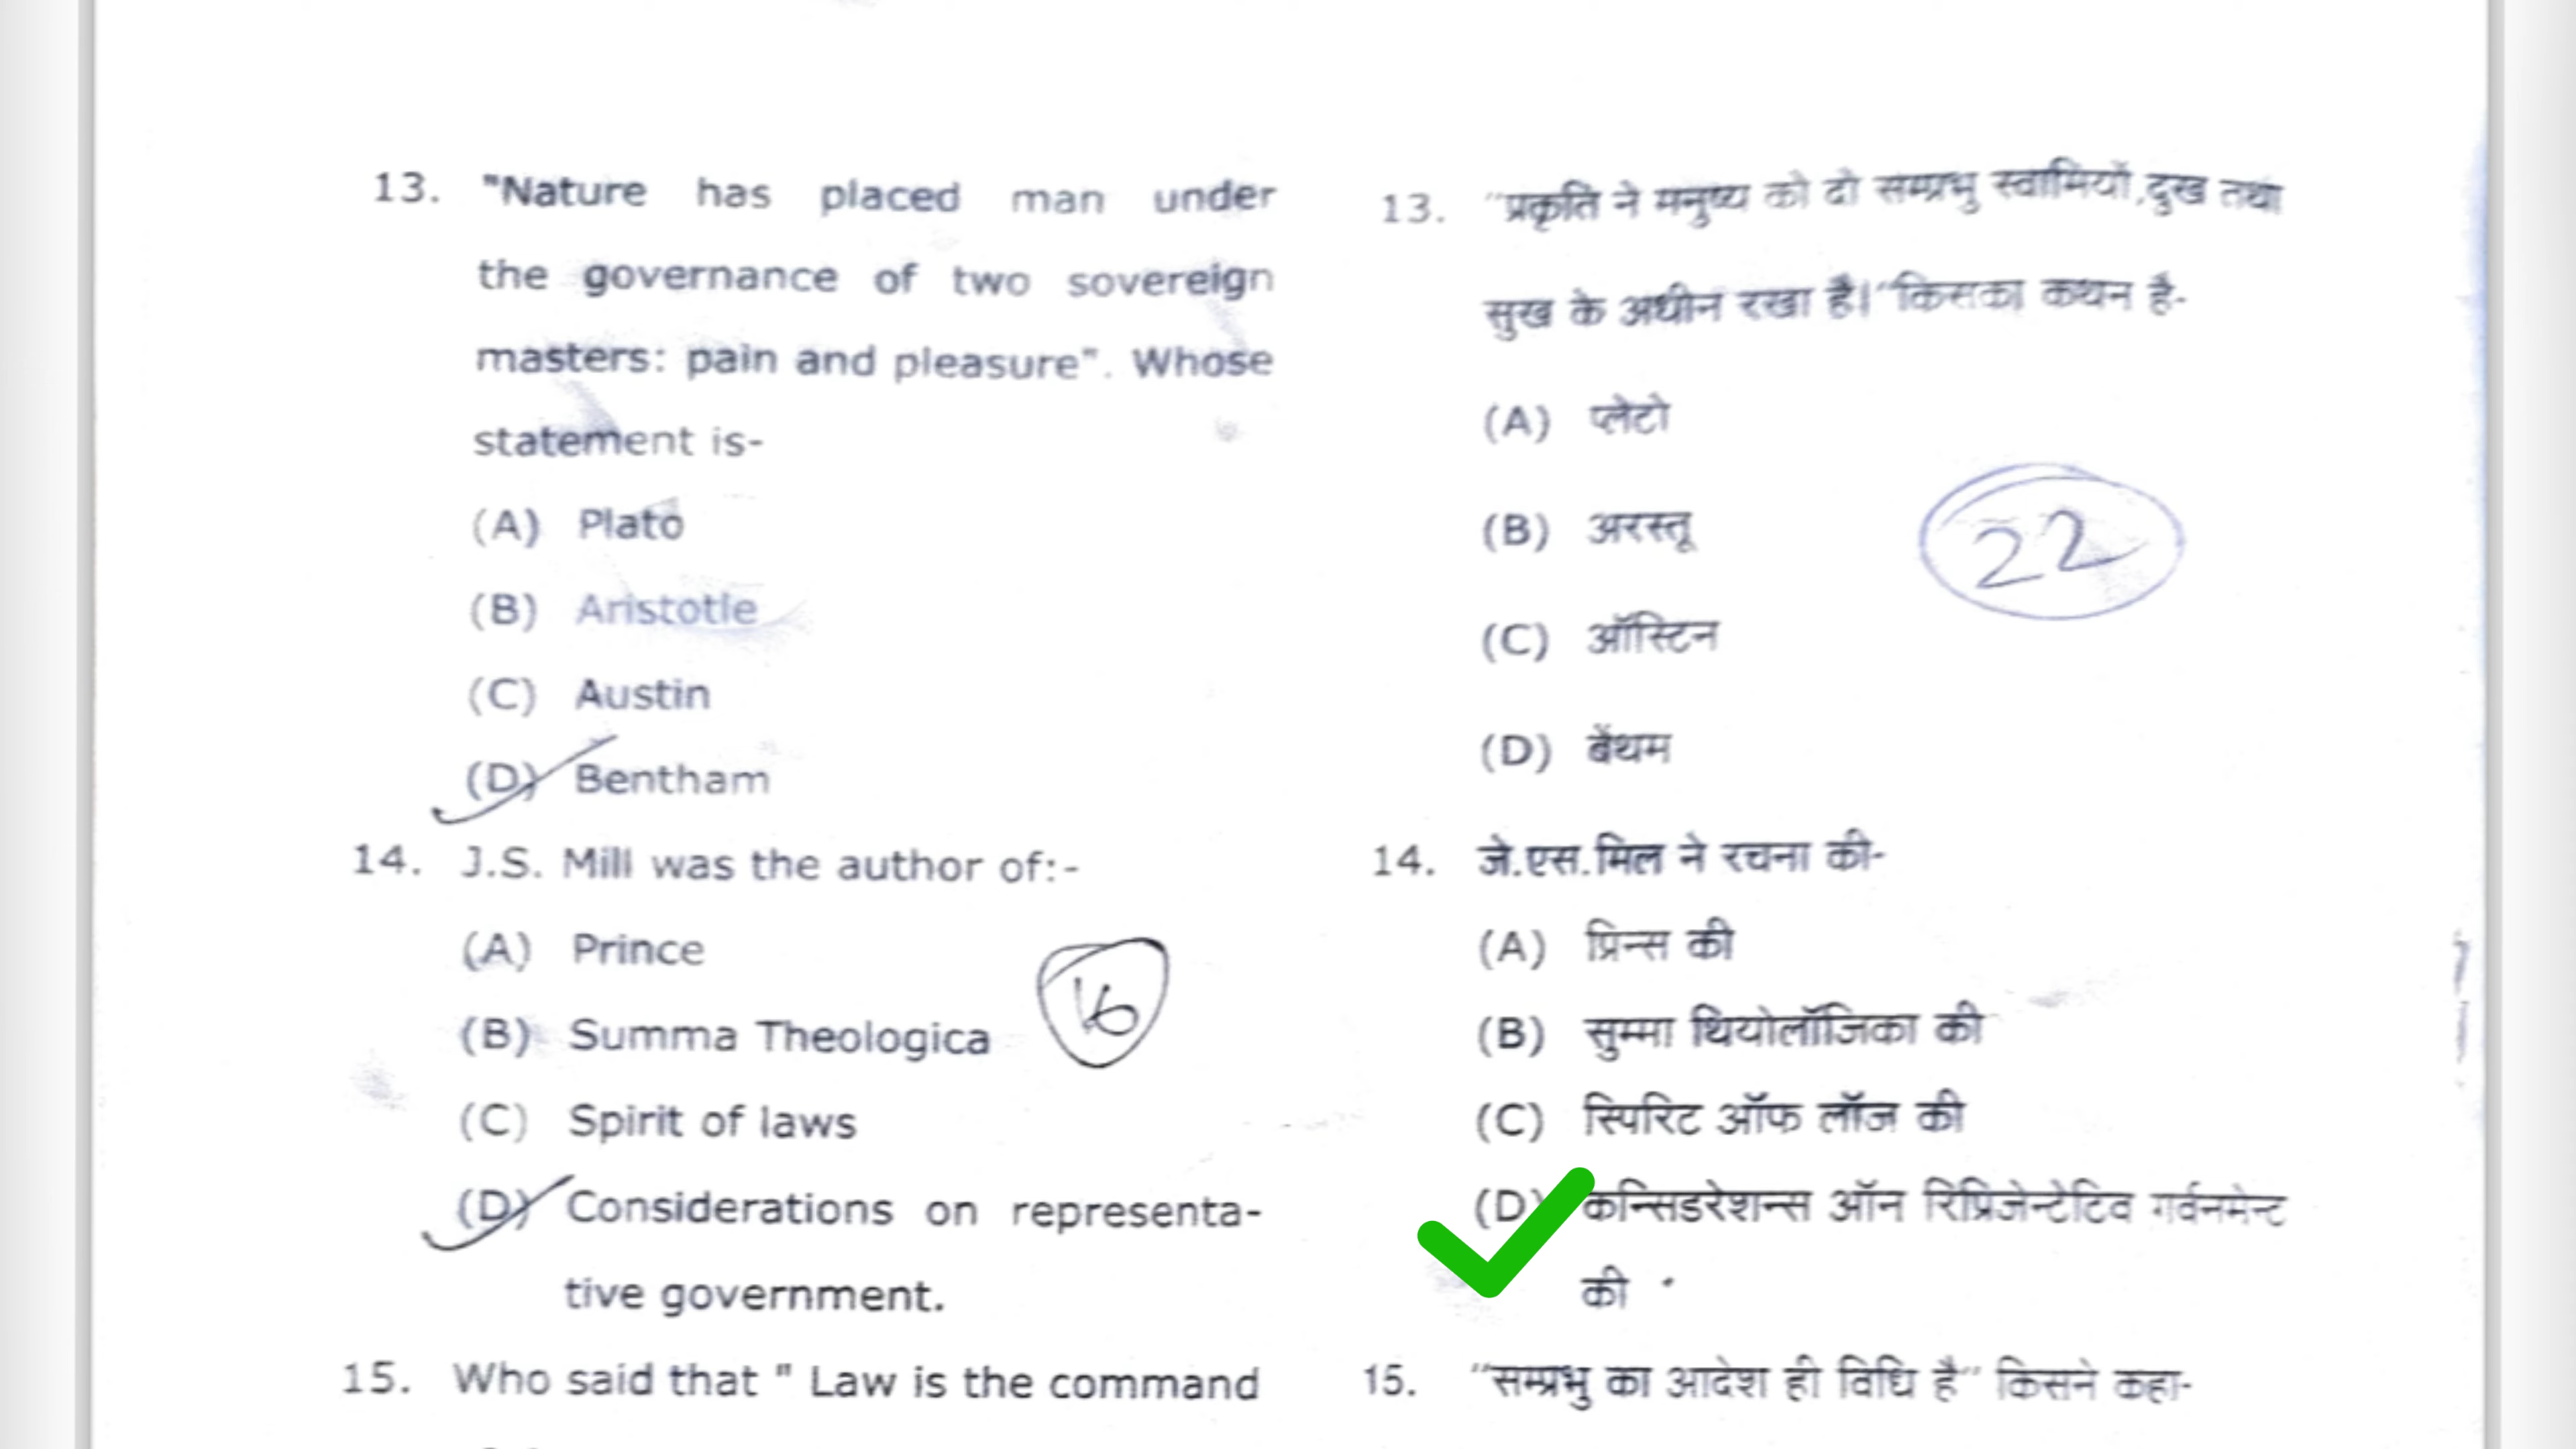 13. "Nature has placed man under
the governance of two sovereign
masters: pain and pleasure". Whose
statement is-
(A) Plato
(B) Aristotle
(C) Austin
(D) Bentham
14. J.S. Mill was the author of:-
(A) Prince
(B) Summa Theologica
16
(C) Spirit of laws
(D) Considerations on representa-
tive government.
15. Who said that " Law is the command
13. "प्रकृति ने मनुष्य को दो सम्प्रभु स्वामियों,दुख तथा
सुख के अधीन रखा है।"किसका कथन है-
(A) प्लेटो
(B) अरस्तू
22
(C) ऑस्टिन
(D) बेंथम
14. जे.एस.मिल ने रचना की-
(A) प्रिन्स की
(B) सुम्मा थियोलॉजिका की
(C) स्पिरिट ऑफ लॉज की
(D) कन्सिडरेशन्स ऑन रिप्रिजेन्टेटिव गर्वनमेन्ट
की
15. "सम्प्रभु का आदेश ही विधि है" किसने कहा-